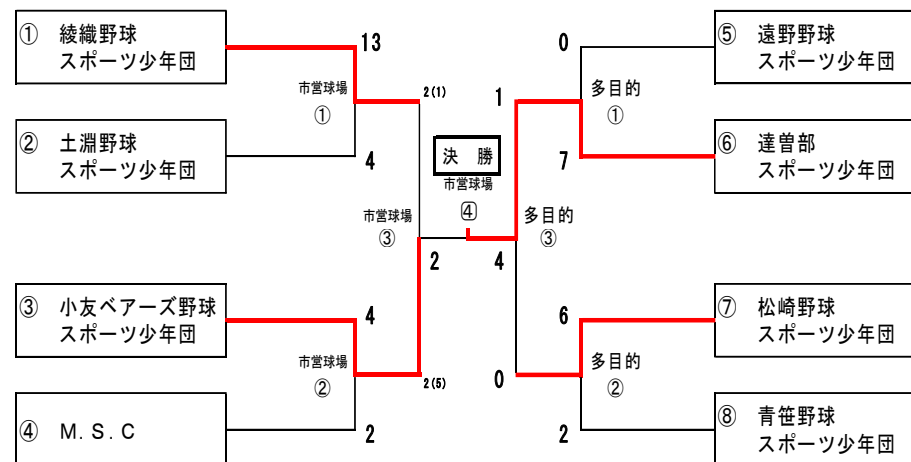 ① 綾織野球
スポーツ少年団
13
市営球場
①
② 土淵野球
スポーツ少年団
4
2(1)
市営球場
③
③ 小友ベアーズ野球
スポーツ少年団
4
市営球場
②
④ M.S.C
2
2(5)
2
決 勝
市営球場
④
4
1
多目的
③
0
⑤ 遠野野球
スポーツ少年団
0
多目的
①
⑥ 達曽部
スポーツ少年団
7
⑦ 松崎野球
スポーツ少年団
6
多目的
②
⑧ 青笹野球
スポーツ少年団
2